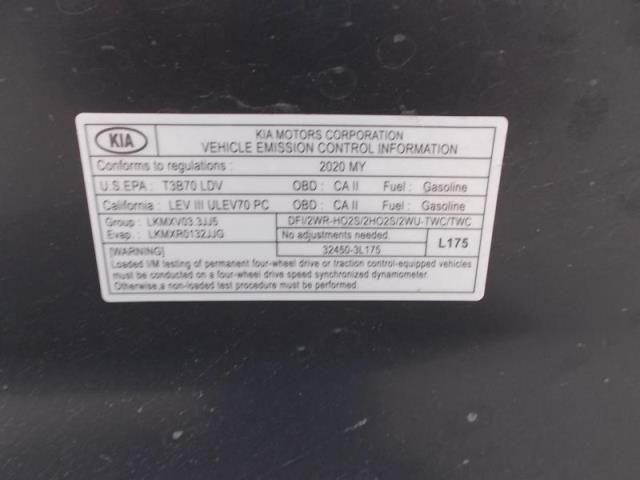 KIA
KIA MOTORS CORPORATION
VEHICLE EMISSION CONTROL INFORMATION
Conforms to regulations : 2020 MY
U.S.EPA : T3B70 LDV OBD : CA II Fuel : Gasoline
California : LEV III ULEV70 PC OBD : CA II Fuel : Gasoline
Group : LKMXV03.3JJ5 DFI/2WR-HO2S/2HO2S/2WU-TWC/TWC
Evap. : LKMXR0132JJG No adjustments needed. L175
[WARNING] 32450-3L175
Loaded I/M testing of permanent four-wheel drive or traction control-equipped vehicles
must be conducted on a four-wheel drive speed synchronized dynamometer.
Otherwise,a non-loaded test procedure must be conducted.